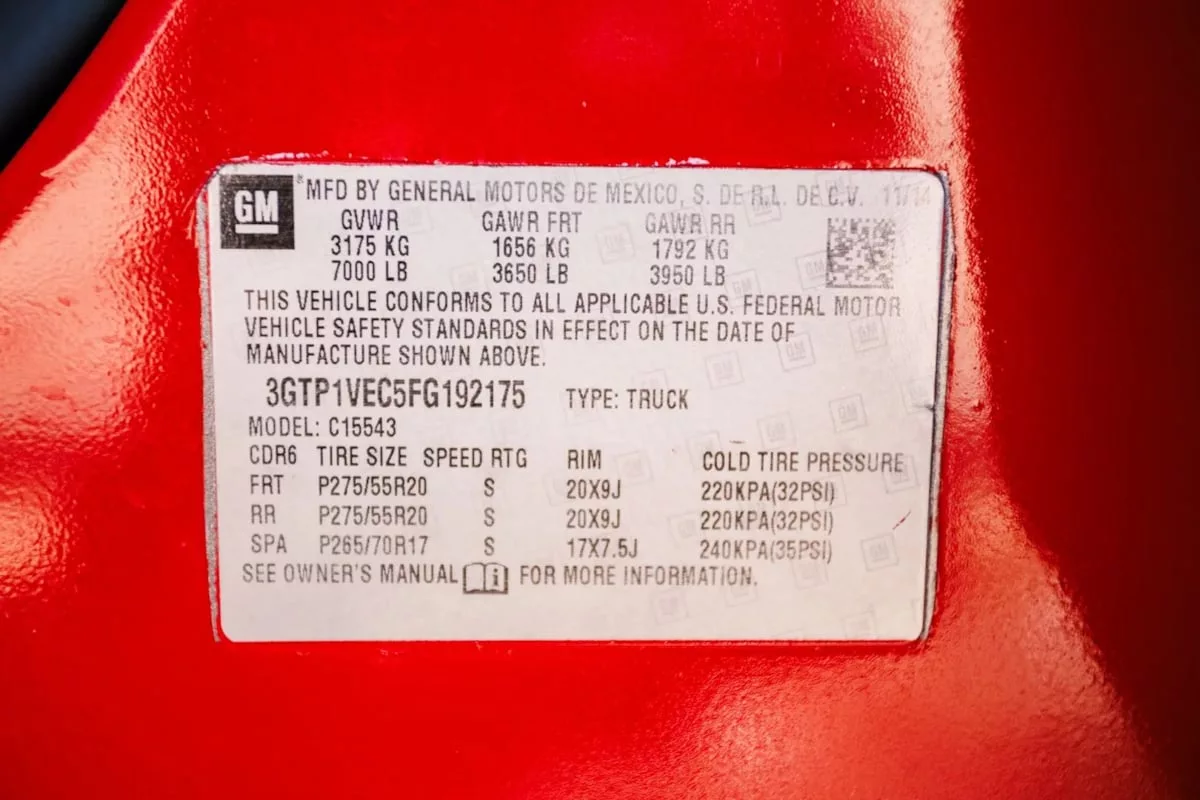 GM ® MFD BY GENERAL MOTORS DE MEXICO, S. DE R.L. DE C.V. 11/14
GVWR GAWR FRT GAWR RR
3175 KG 1656 KG 1792 KG
7000 LB 3650 LB 3950 LB
THIS VEHICLE CONFORMS TO ALL APPLICABLE U.S. FEDERAL MOTOR
VEHICLE SAFETY STANDARDS IN EFFECT ON THE DATE OF
MANUFACTURE SHOWN ABOVE.
3GTP1VEC5FG192175 TYPE: TRUCK
MODEL: C15543
CDR6 TIRE SIZE SPEED RTG RIM COLD TIRE PRESSURE
FRT P275/55R20 S 20X9J 220KPA(32PSI)
RR P275/55R20 S 20X9J 220KPA(32PSI)
SPA P265/70R17 S 17X7.5J 240KPA(35PSI)
SEE OWNER'S MANUAL i FOR MORE INFORMATION.